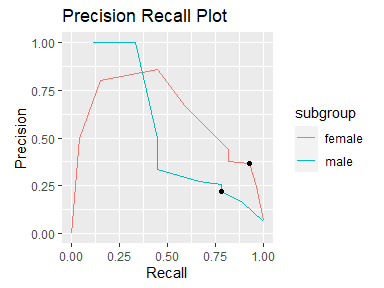 Precision Recall Plot
1.00
0.75
0.50
0.25
0.00
Precision
0.00 0.25 0.50 0.75 1.00
Recall
subgroup
female
male